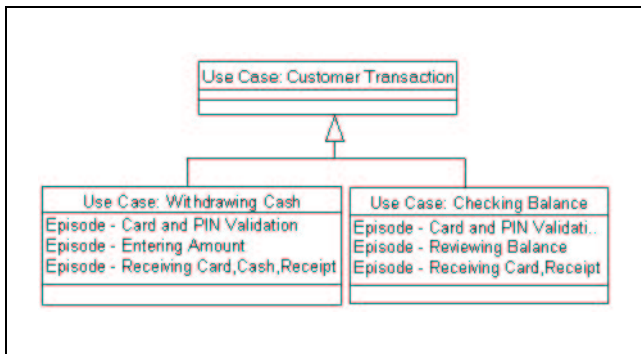 Use Case: Customer Transaction
Use Case: Withdrawing Cash
Episode - Card and PIN Validation
Episode - Entering Amount
Episode - Receiving Card,Cash,Receipt
Use Case: Checking Balance
Episode - Card and PIN Validati..
Episode - Reviewing Balance
Episode - Receiving Card,Receipt